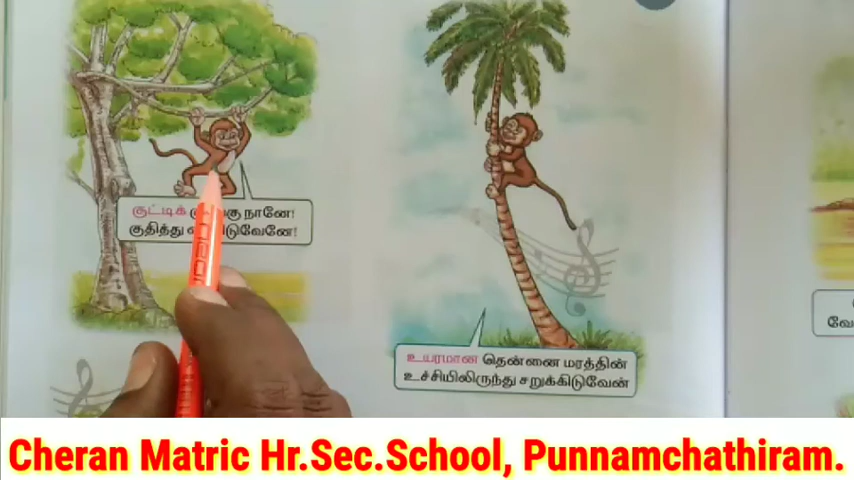 குட்டிக் நானே!
குதித்து
உயரமான தென்னை மரத்தின்
உச்சியிலிருந்து சறுக்கிடுவேன்
Cheran Matric Hr.Sec.School, Punnamchathiram.